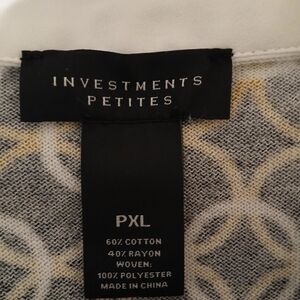 INVESTMENTS
PETITES
PXL
60% COTTON
40% RAYON
WOVEN:
100% POLYESTER
MADE IN CHINA